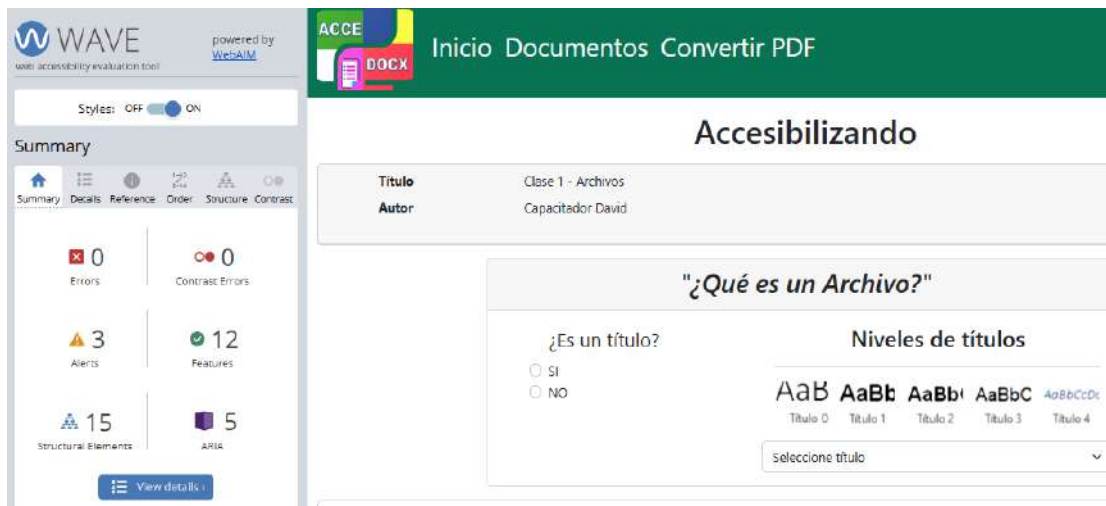 WAVE
powered by
WebAIM
web accessibility evaluation tool
Styles: OFF ON
Summary
Summary Details Reference Order Structure Contrast
0
Errors
0
Contrast Errors
3
Alerts
12
Features
15
Structural Elements
5
ARIA
View details ›
ACCE
DOCX
Inicio Documentos Convertir PDF
Accesibilizando
Título Clase 1 - Archivos
Autor Capacitador David
"¿Qué es un Archivo?"
¿Es un título?
SI
NO
Niveles de títulos
AaB AaBb AaBb( AaBbC AaBbCcDc
Título 0 Título 1 Título 2 Título 3 Título 4
Seleccione título